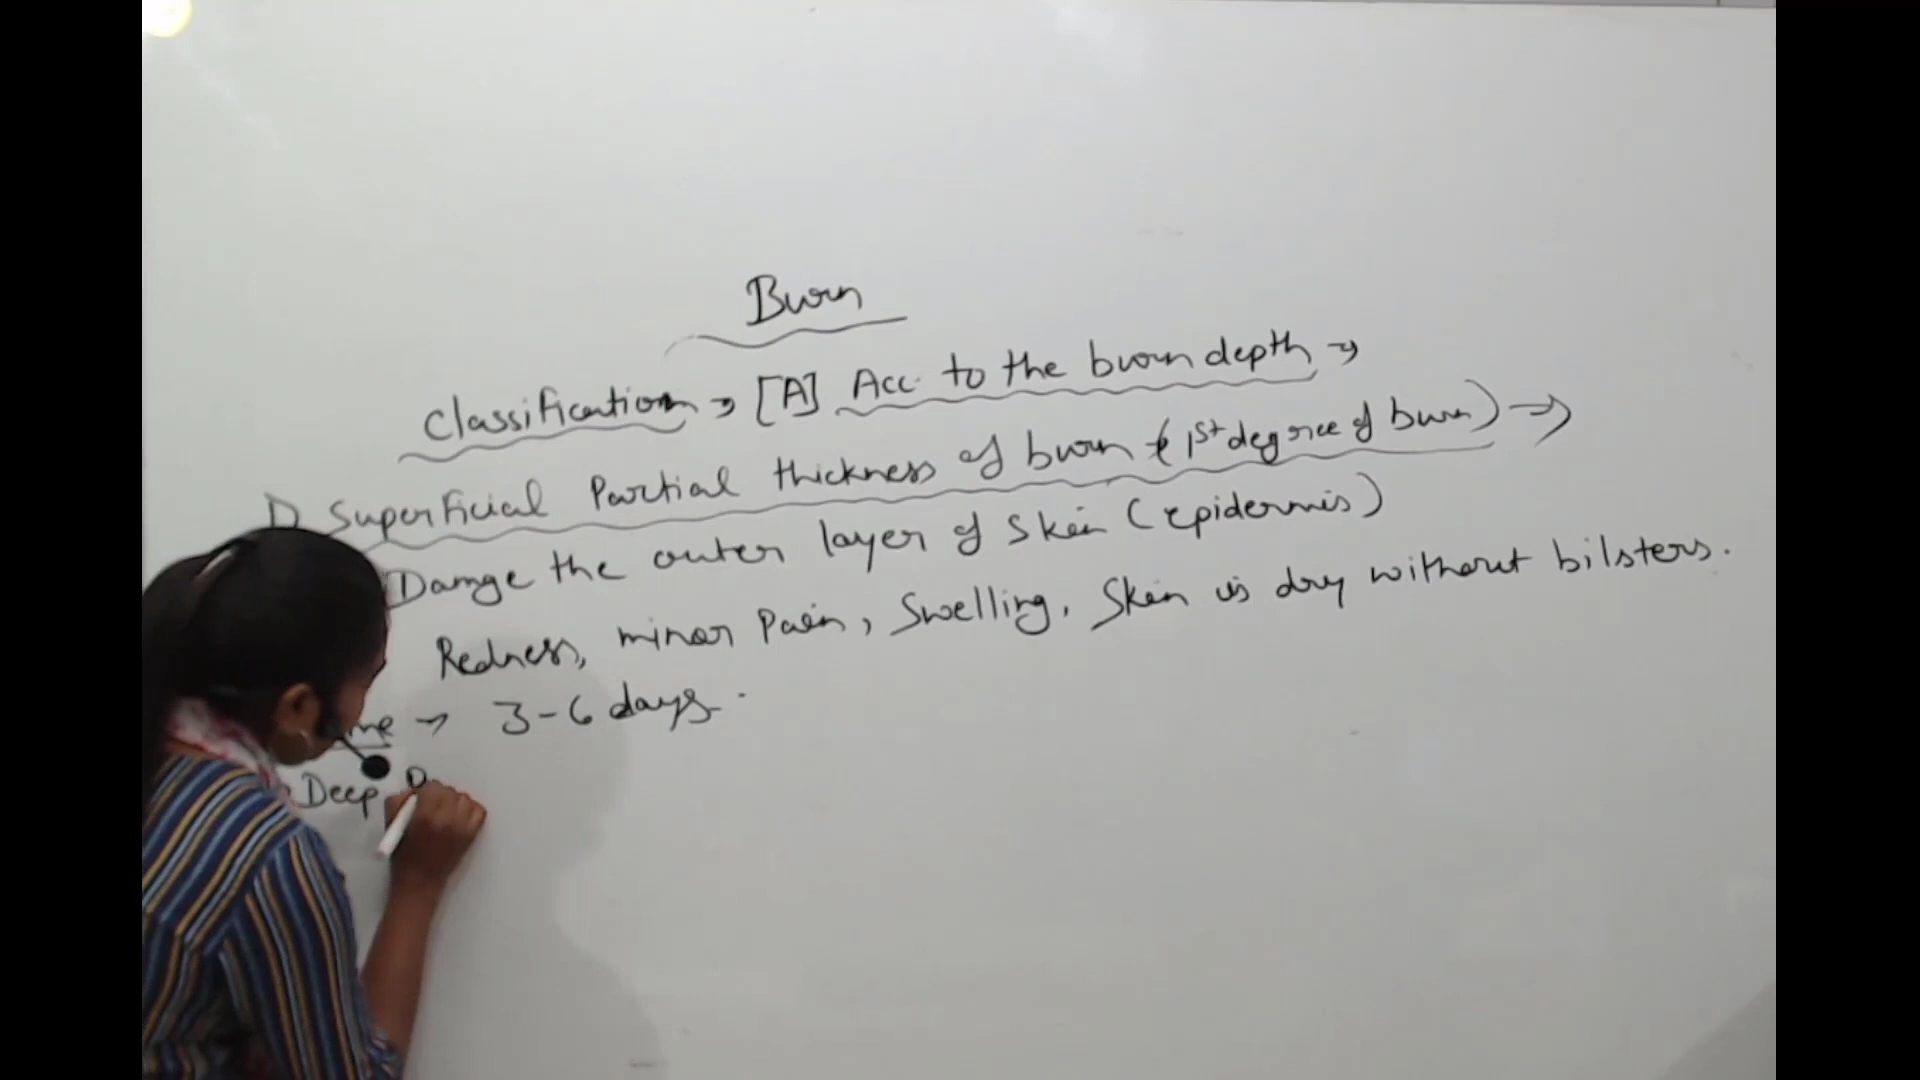 Burn
Classification → [A] Acc. to the burn depth →
1) Superficial Partial thickness of burn (1st degree of burn) →
Damge the outer layer of Skin (epidermis)
Redness, minor Pain, Swelling, Skin is dry without bilsters.
→ 3-6 days.
Deep